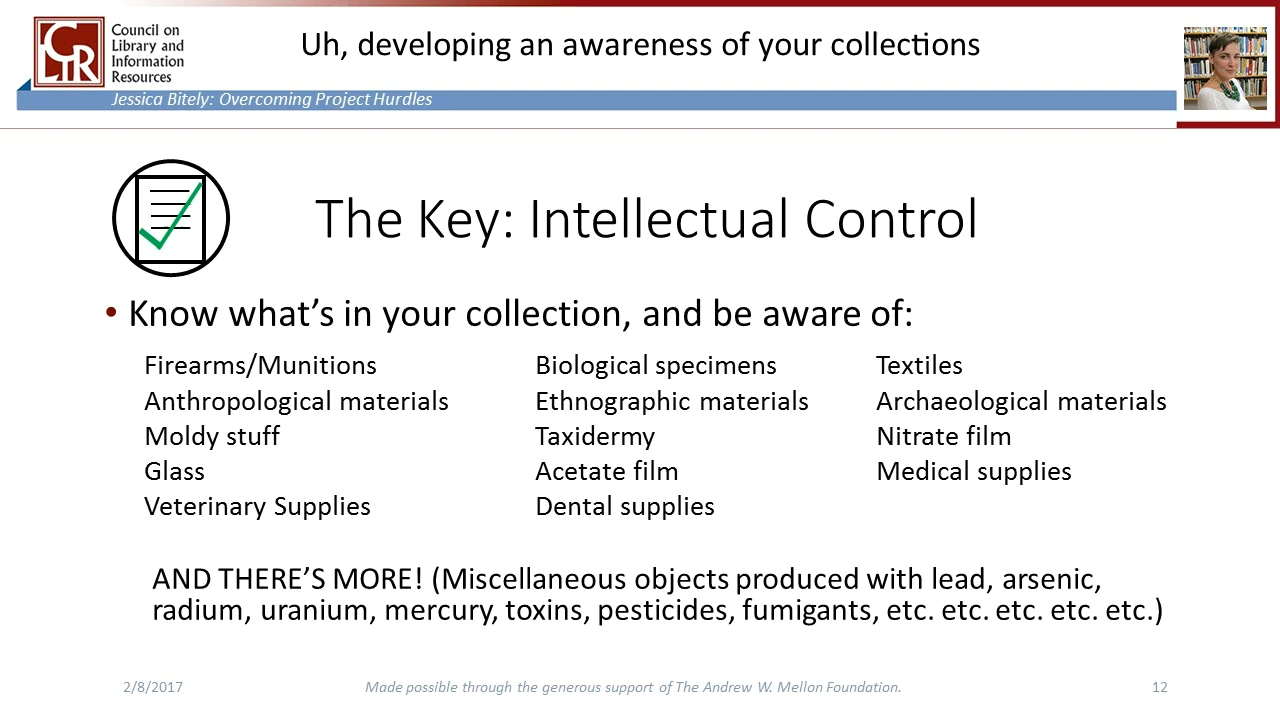 CLIR
Council on
Library and
Information
Resources
Uh, developing an awareness of your collections
Jessica Bitely: Overcoming Project Hurdles
The Key: Intellectual Control
• Know what’s in your collection, and be aware of:
Firearms/Munitions Biological specimens Textiles
Anthropological materials Ethnographic materials Archaeological materials
Moldy stuff Taxidermy Nitrate film
Glass Acetate film Medical supplies
Veterinary Supplies Dental supplies
AND THERE’S MORE! (Miscellaneous objects produced with lead, arsenic,
radium, uranium, mercury, toxins, pesticides, fumigants, etc. etc. etc. etc. etc.)
2/8/2017 Made possible through the generous support of The Andrew W. Mellon Foundation. 12